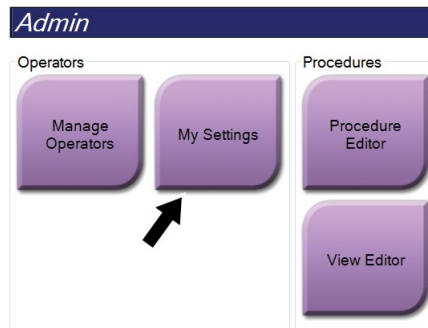 Admin
Operators
Procedures
Manage
Operators
My Settings
Procedure
Editor
View Editor